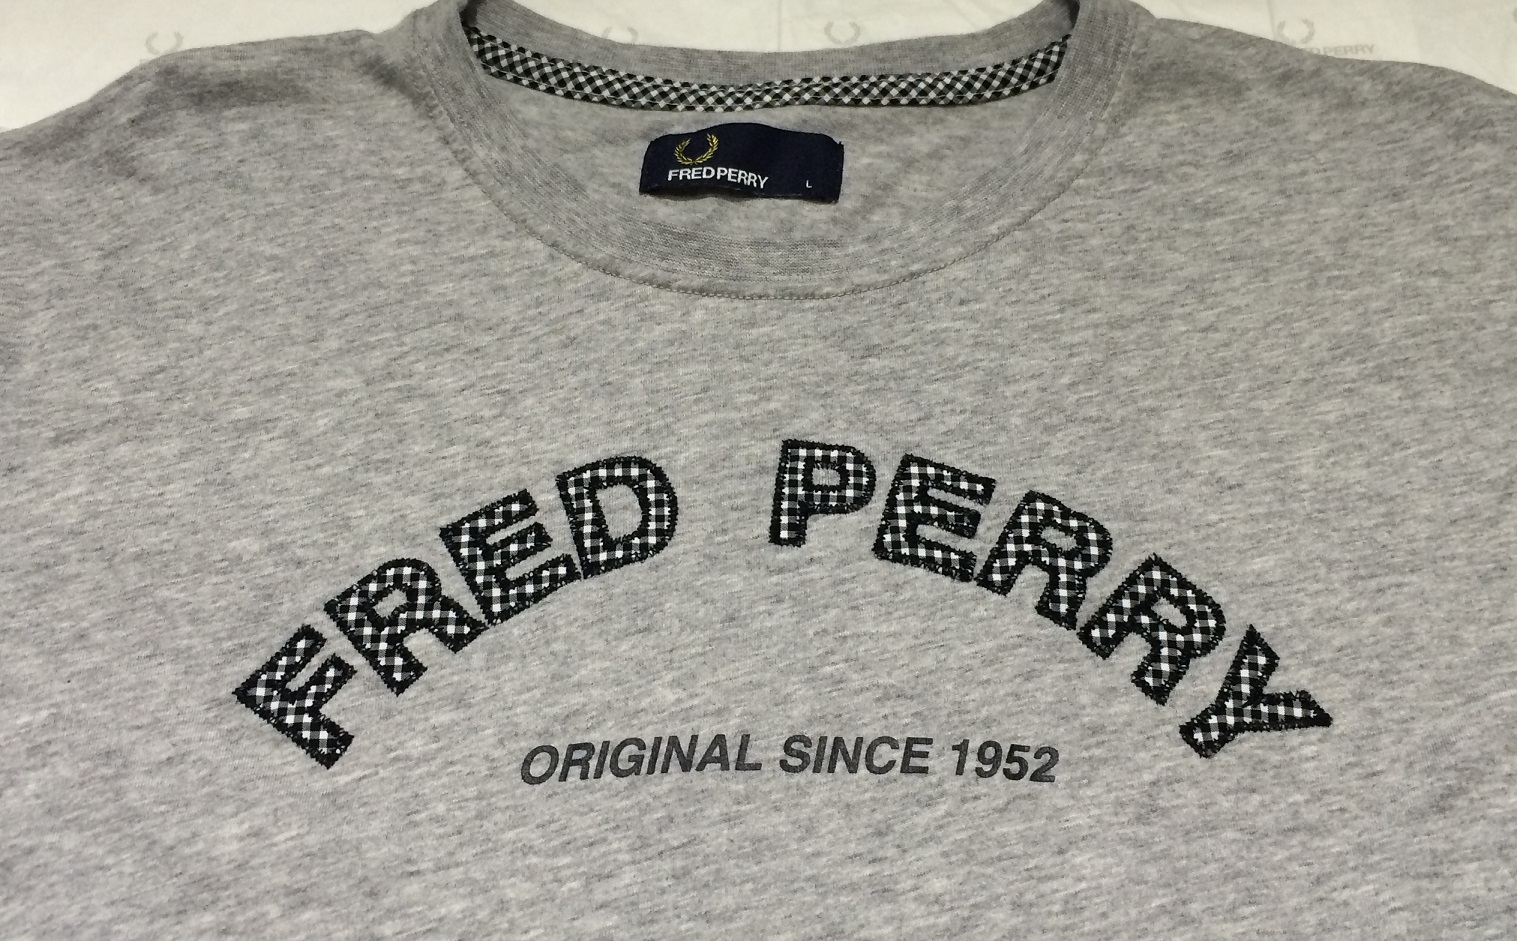 FRED PERRY
L
FRED PERRY
ORIGINAL SINCE 1952